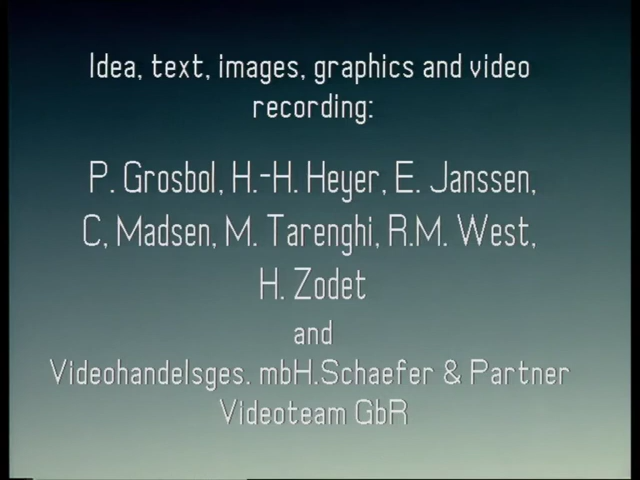 Idea, text, images, graphics and video
recording:
P. Grosbol, H.-H. Heyer, E. Janssen,
C, Madsen, M. Tarenghi, R.M. West,
H. Zodet
and
Videohandelsges. mbH.Schaefer & Partner
Videoteam GbR